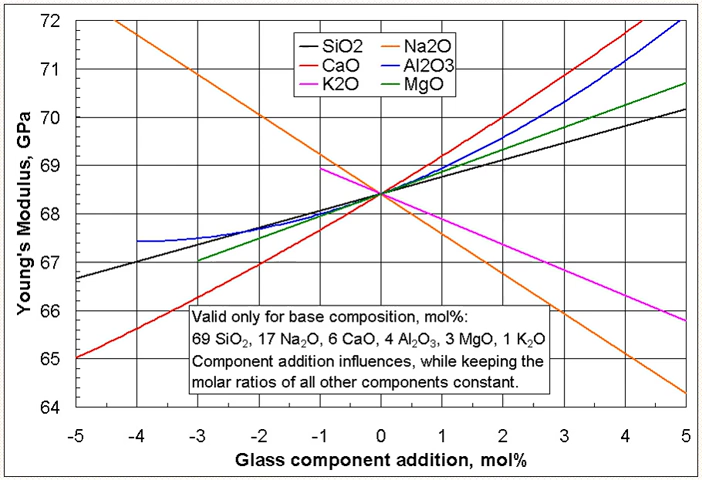 72
71
70
69
68
67
66
65
64
Young's Modulus, GPa
SiO2
Na2O
CaO
Al2O3
K2O
MgO
Valid only for base composition, mol%:
69 SiO₂, 17 Na₂O, 6 CaO, 4 Al₂O₃, 3 MgO, 1 K₂O
Component addition influences, while keeping the
molar ratios of all other components constant.
-5 -4 -3 -2 -1 0 1 2 3 4 5
Glass component addition, mol%